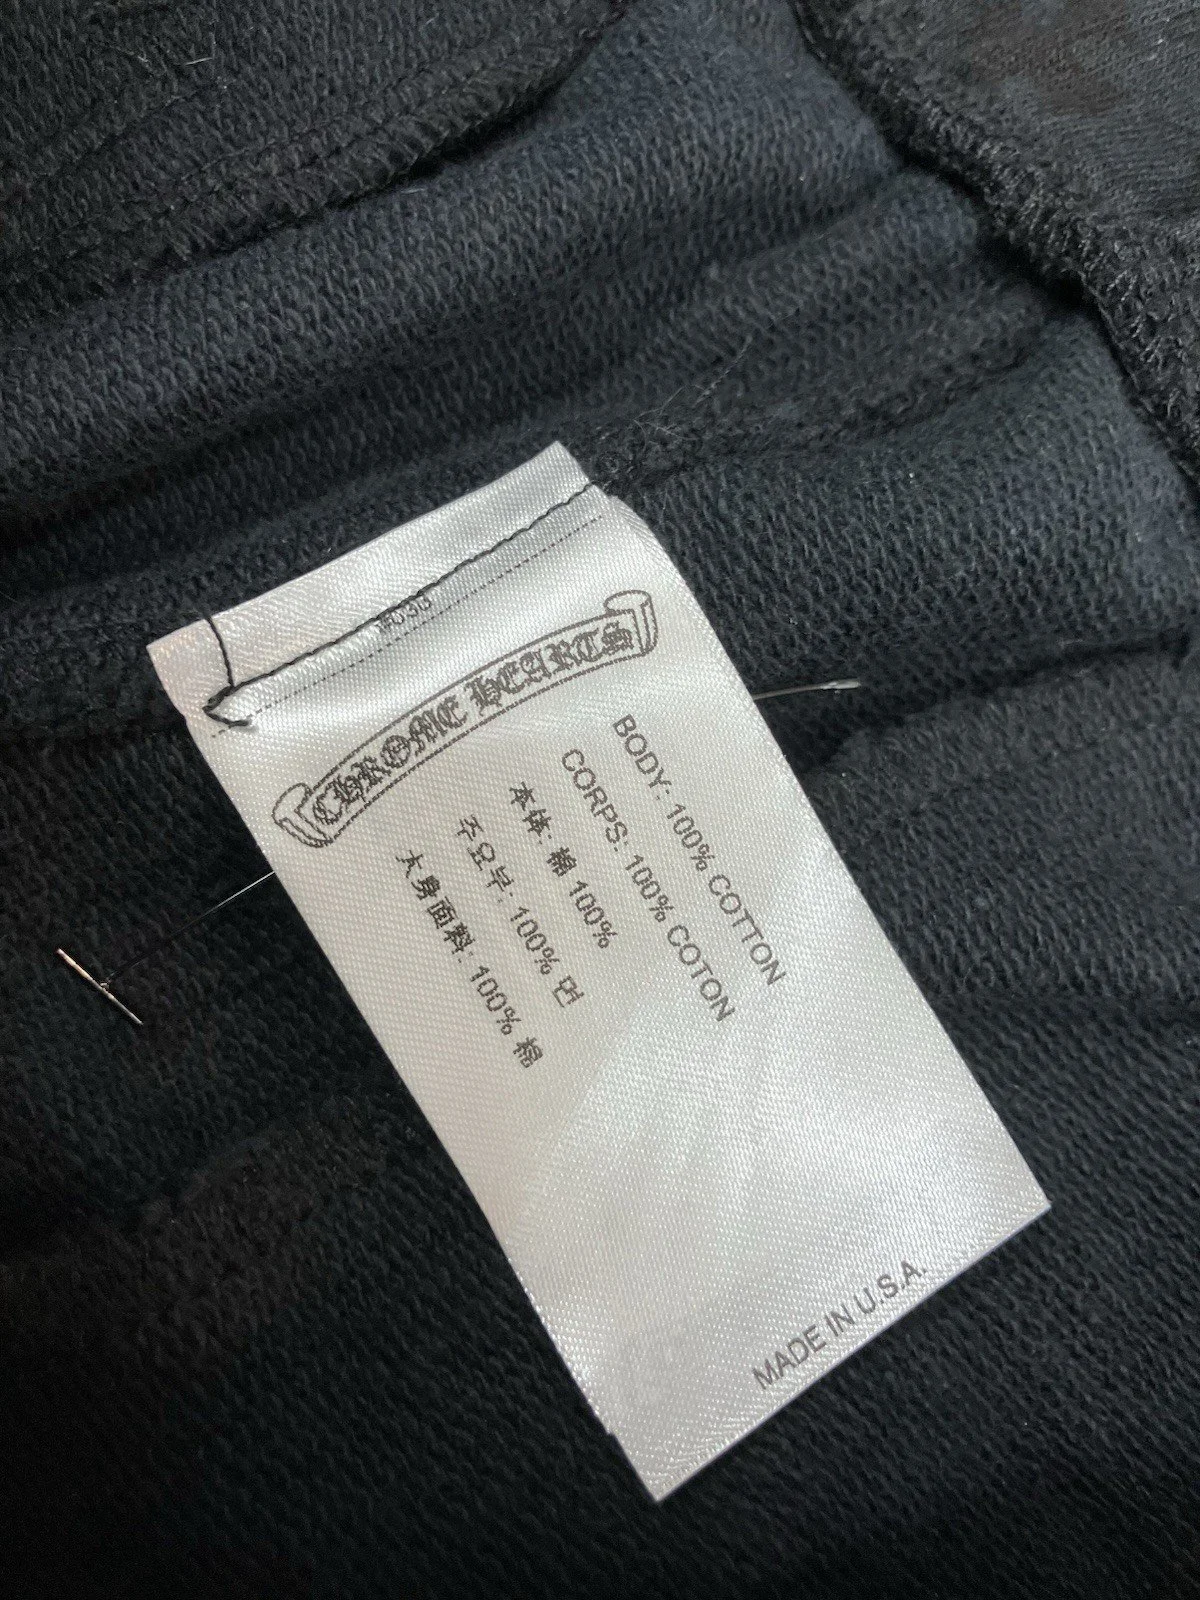 CHROME HEARTS
BODY: 100% COTTON
CORPS: 100% COTON
本体: 棉 100%
주요부: 100% 면
大身面料: 100% 棉
MADE IN U.S.A.